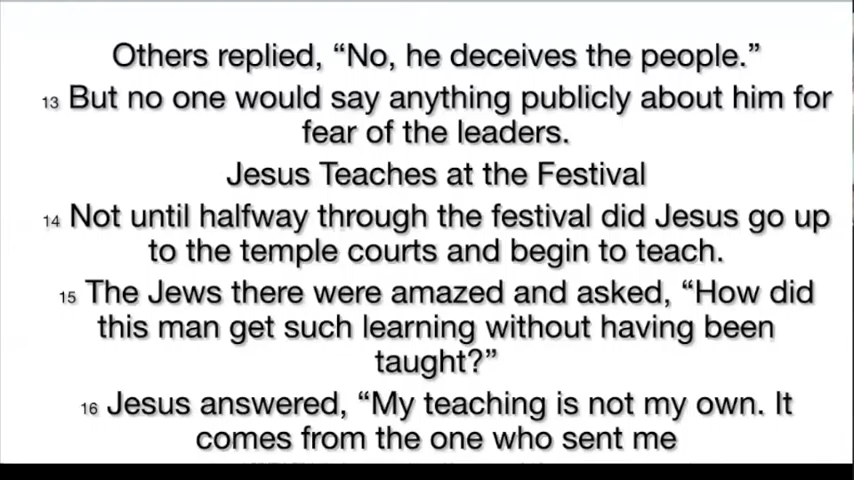 Others replied, “No, he deceives the people.”
13 But no one would say anything publicly about him for
fear of the leaders.
Jesus Teaches at the Festival
14 Not until halfway through the festival did Jesus go up
to the temple courts and begin to teach.
15 The Jews there were amazed and asked, “How did
this man get such learning without having been
taught?”
16 Jesus answered, “My teaching is not my own. It
comes from the one who sent me